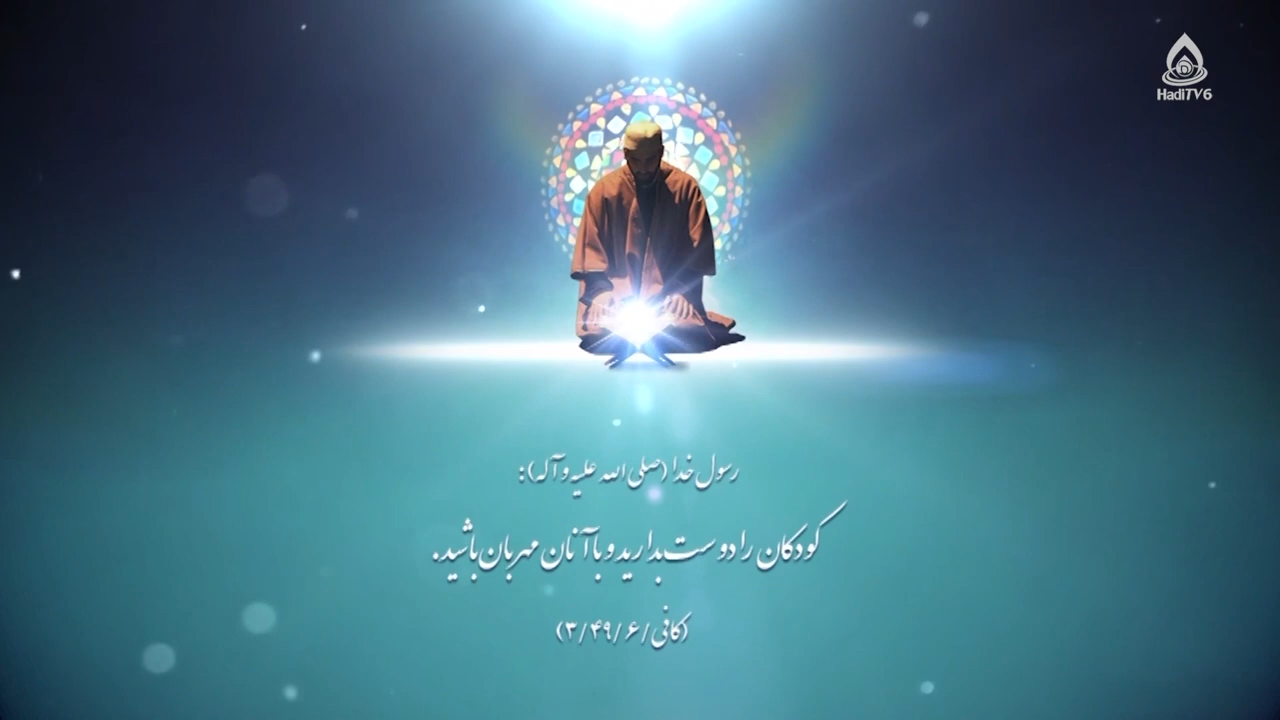 HadiTV6
رسول خدا (صلی الله علیه و آله):
کودکان را دوست بدارید و با آنان مهربان باشید.
(کافی/۶/۴۹/۳)